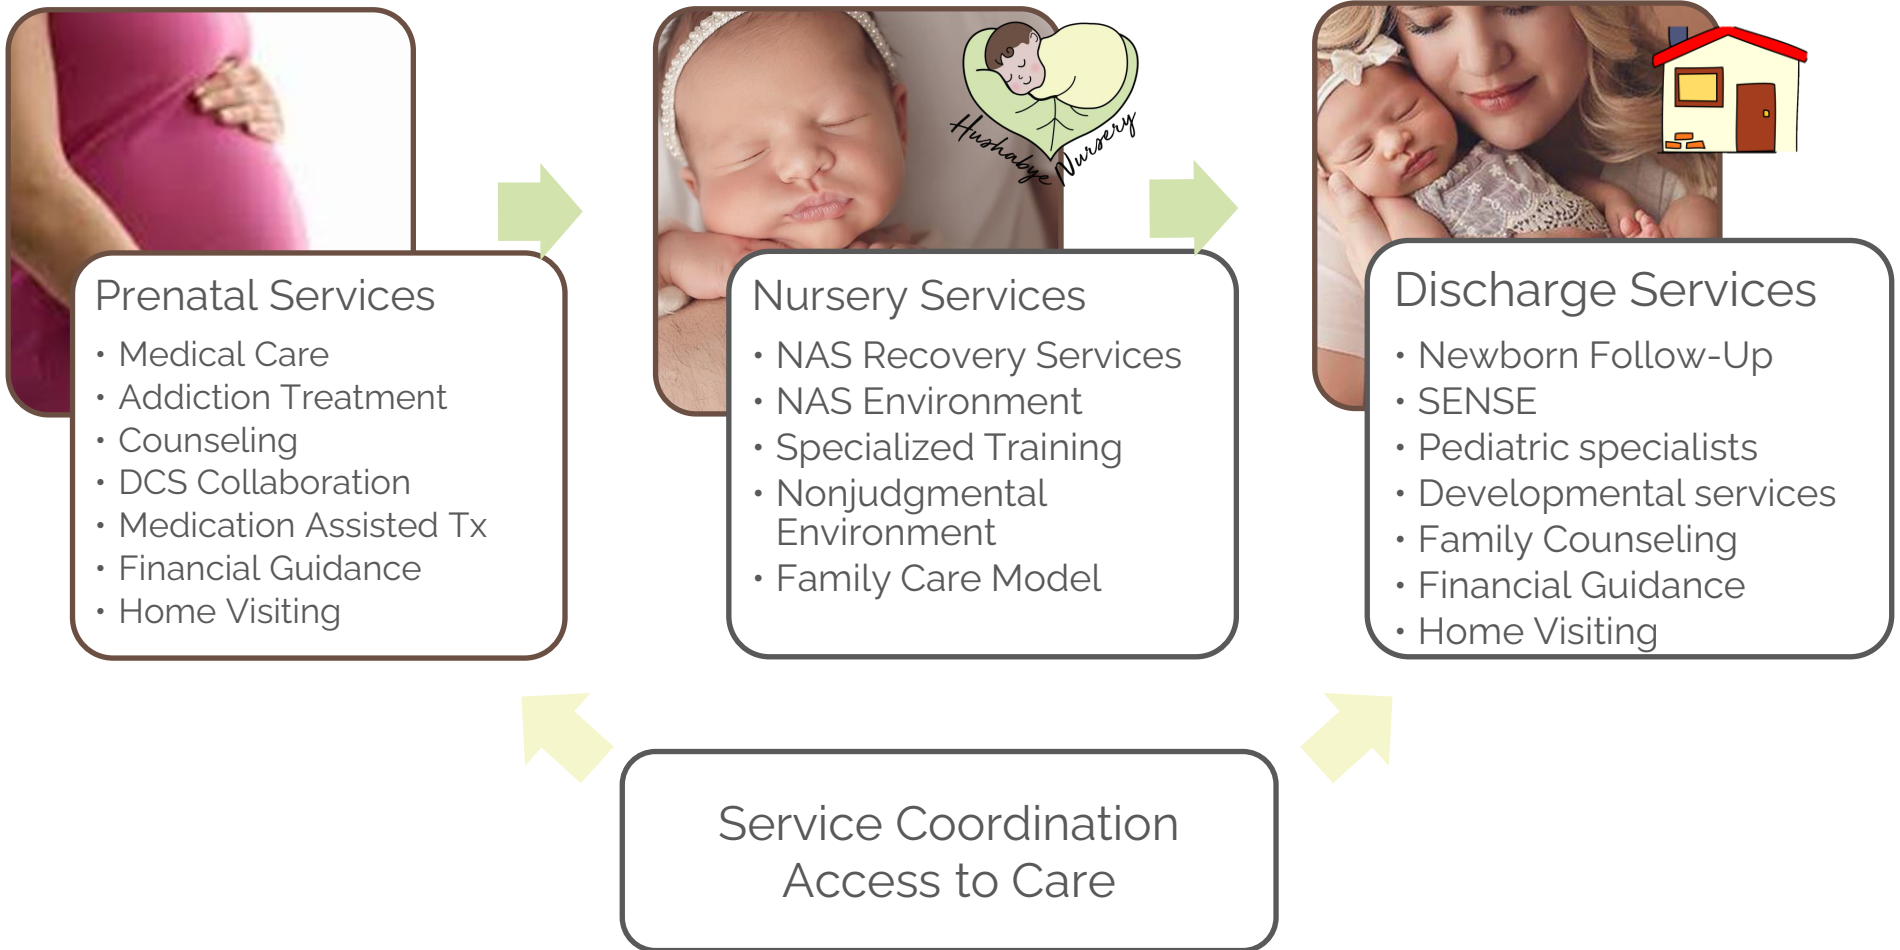 Hushabye Nursery
Prenatal Services
• Medical Care
• Addiction Treatment
• Counseling
• DCS Collaboration
• Medication Assisted Tx
• Financial Guidance
• Home Visiting
Nursery Services
• NAS Recovery Services
• NAS Environment
• Specialized Training
• Nonjudgmental
Environment
• Family Care Model
Discharge Services
• Newborn Follow-Up
• SENSE
• Pediatric specialists
• Developmental services
• Family Counseling
• Financial Guidance
• Home Visiting
Service Coordination
Access to Care